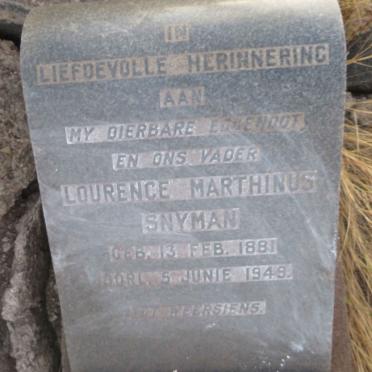 IN
LIEFDEVOLLE HERINNERING
AAN
MY DIERBARE EGGENOOT,
EN ONS VADER
LOURENCE MARTHINUS
SNYMAN
GEB. 13 FEB. 1881
OORL. 5 JUNIE 1949.
TOT WEERSIENS.